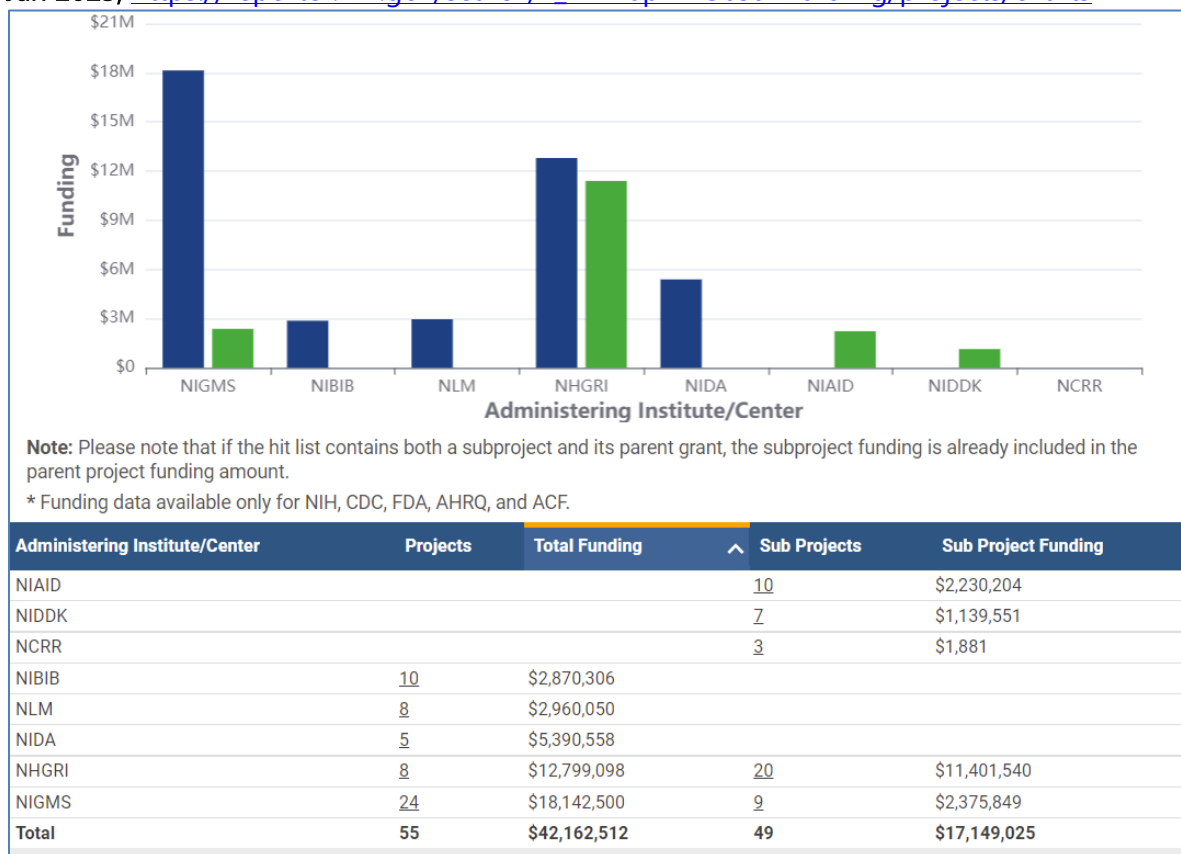 $21M
$18M
$15M
$12M
$9M
$6M
$3M
$0
Funding
NIGMS NIBIB NLM NHGRI NIDA NIAID NIDDK NCRR
Administering Institute/Center
Note: Please note that if the hit list contains both a subproject and its parent grant, the subproject funding is already included in the
parent project funding amount.
* Funding data available only for NIH, CDC, FDA, AHRQ, and ACF.
Administering Institute/Center Projects Total Funding Sub Projects Sub Project Funding
NIAID 10 $2,230,204
NIDDK 7 $1,139,551
NCRR 3 $1,881
NIBIB 10 $2,870,306
NLM 8 $2,960,050
NIDA 5 $5,390,558
NHGRI 8 $12,799,098 20 $11,401,540
NIGMS 24 $18,142,500 9 $2,375,849
Total 55 $42,162,512 49 $17,149,025